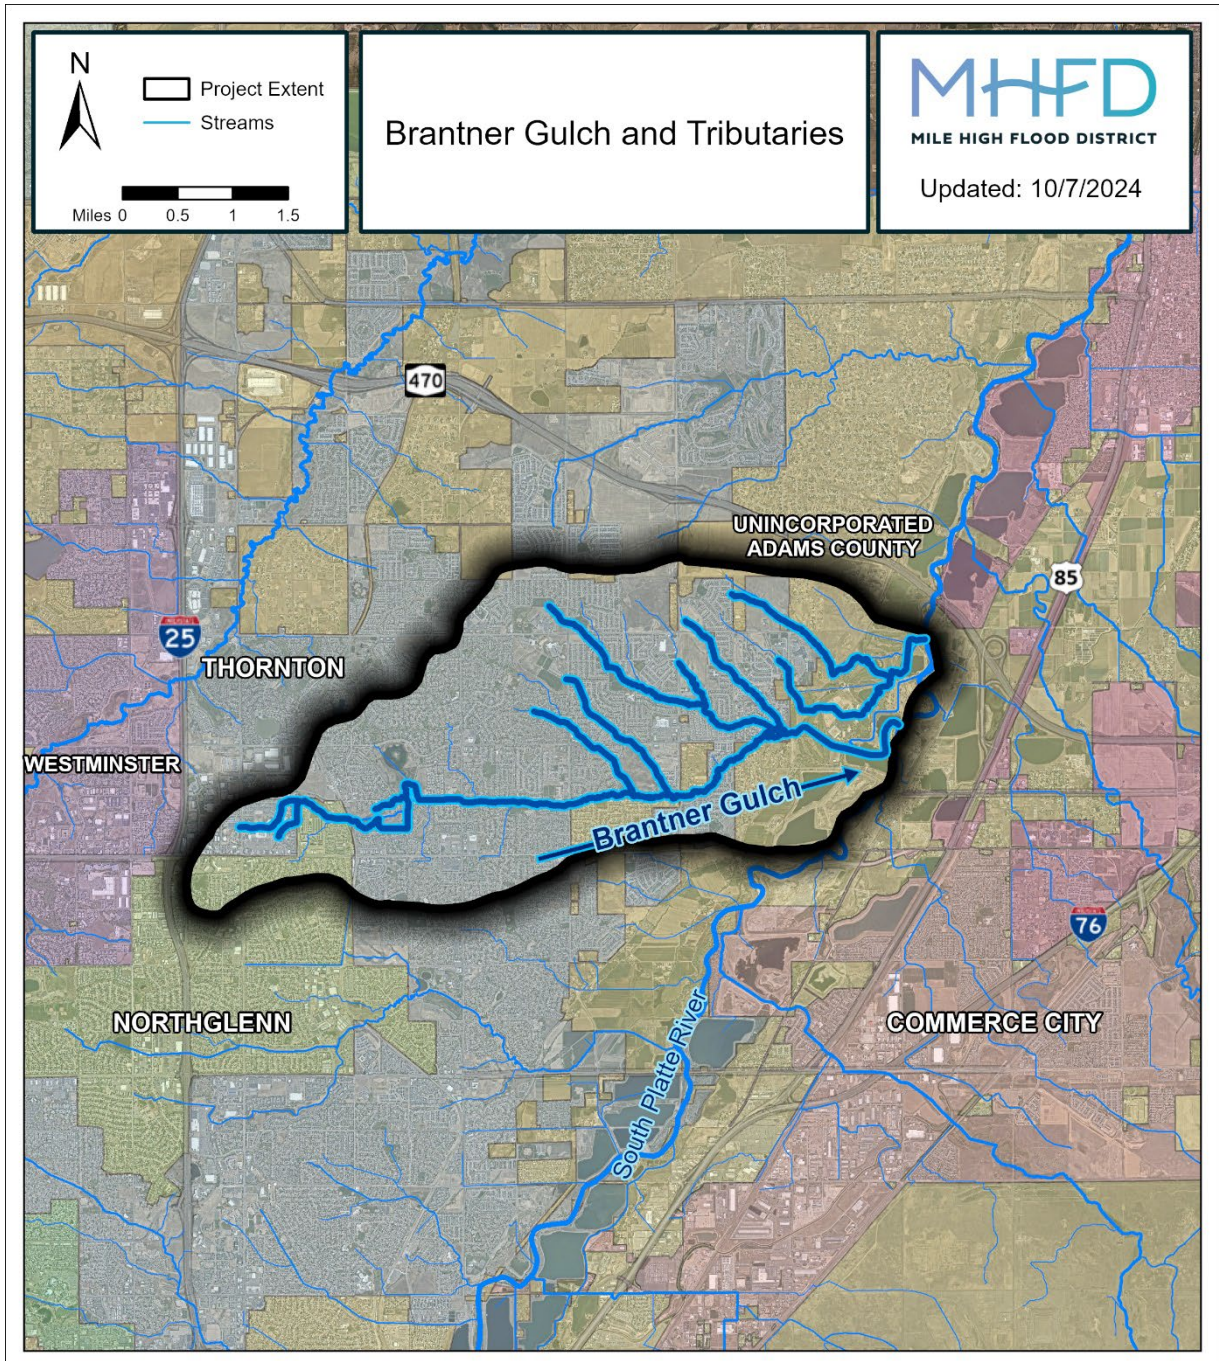 N
Project Extent
Streams
Miles 0 0.5 1 1.5
Brantner Gulch and Tributaries
MHFD
MILE HIGH FLOOD DISTRICT
Updated: 10/7/2024
470
UNINCORPORATED
ADAMS COUNTY
85
25
THORNTON
WESTMINSTER
Brantner Gulch
76
NORTHGLENN
COMMERCE CITY
South Platte River